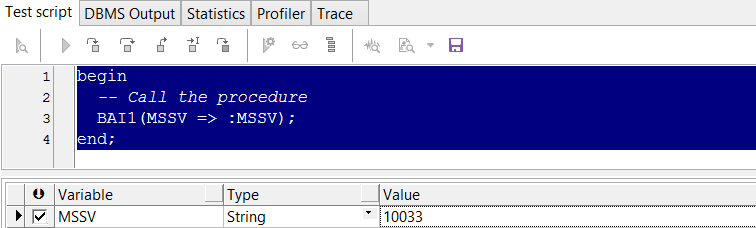 Test script DBMS Output Statistics Profiler Trace
1 begin
2 -- Call the procedure
3 BAI1(MSSV => :MSSV);
4 end;
Variable Type Value
MSSV String 10033